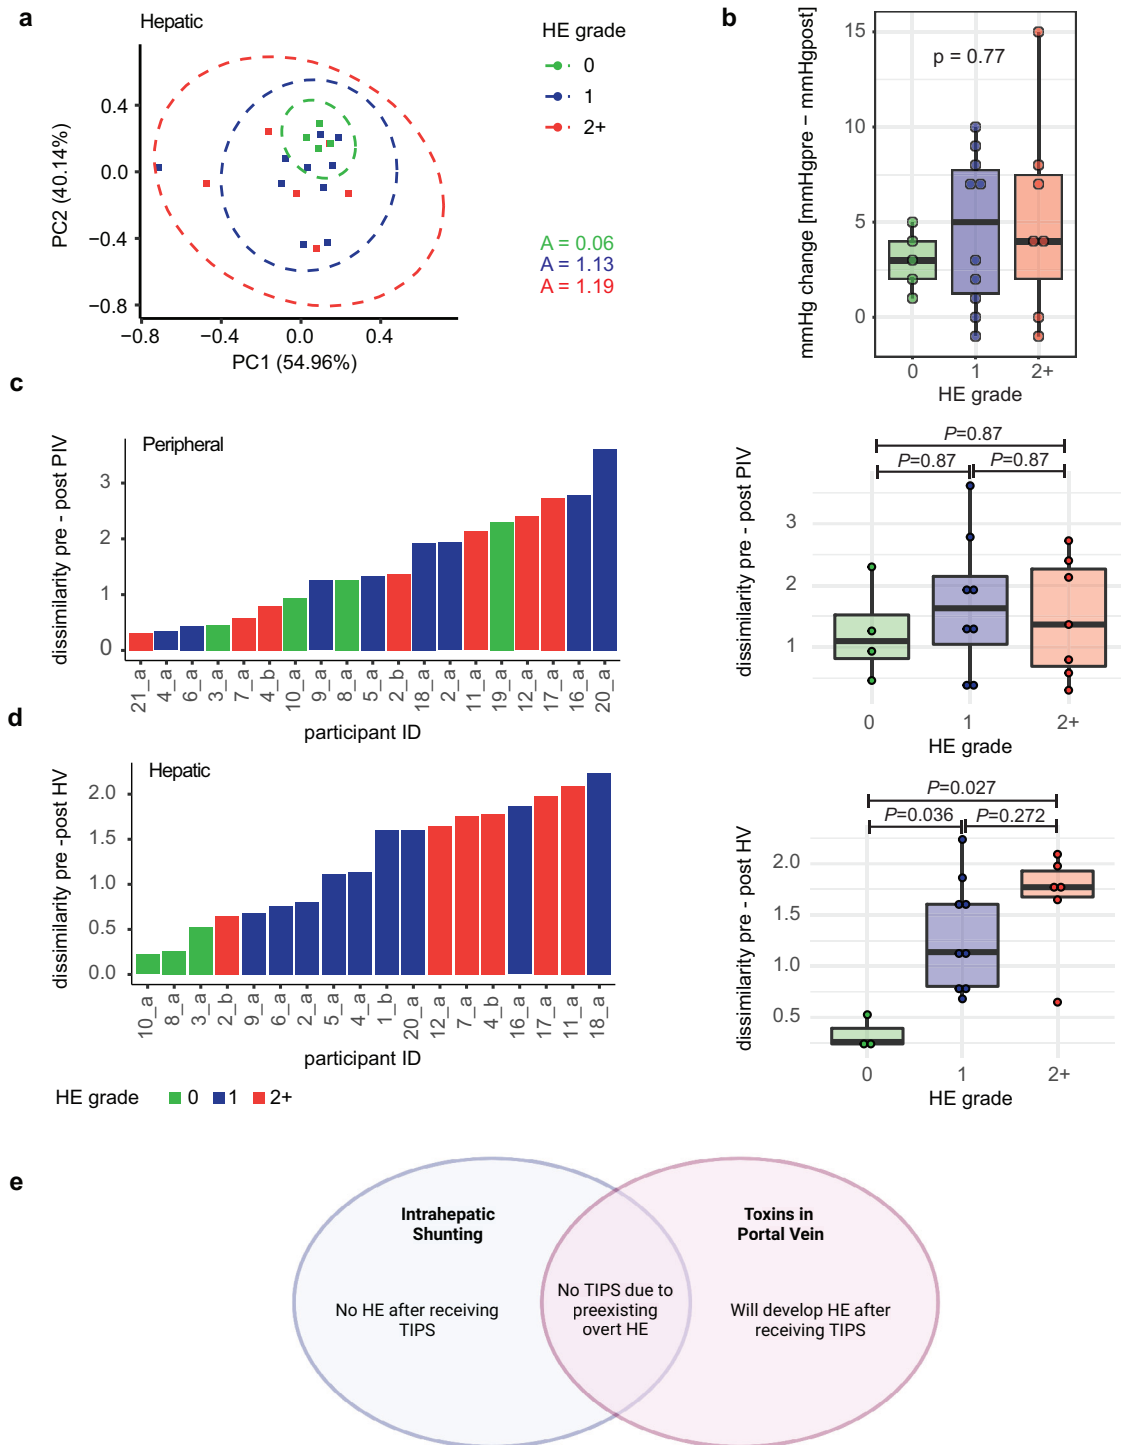 a
Hepatic
HE grade
0
1
2+
PC2 (40.14%)
0.4
0.0
−0.4
−0.8
A = 0.06
A = 1.13
A = 1.19
−0.8
−0.4
0.0
0.4
PC1 (54.96%)
b
mmHg change [mmHgpre − mmHgpost]
15
10
5
0
p = 0.77
0
1
2+
HE grade
c
Peripheral
dissimilarity pre - post PIV
3
2
1
0
21_a
4_a
6_a
3_a
7_a
4_b
10_a
9_a
8_a
5_a
2_b
18_a
2_a
11_a
19_a
12_a
17_a
16_a
20_a
participant ID
P=0.87
P=0.87
P=0.87
dissimilarity pre - post PIV
3
2
1
0
1
2+
HE grade
d
Hepatic
dissimilarity pre -post HV
2.0
1.5
1.0
0.5
0.0
10_a
8_a
3_a
2_b
9_a
6_a
2_a
5_a
4_a
1_b
20_a
12_a
7_a
4_b
16_a
17_a
11_a
18_a
participant ID
HE grade
0
1
2+
P=0.027
P=0.036
P=0.272
dissimilarity pre - post HV
2.0
1.5
1.0
0.5
0
1
2+
HE grade
e
Intrahepatic
Shunting
No HE after receiving
TIPS
No TIPS due to
preexisting
overt HE
Toxins in
Portal Vein
Will develop HE after
receiving TIPS